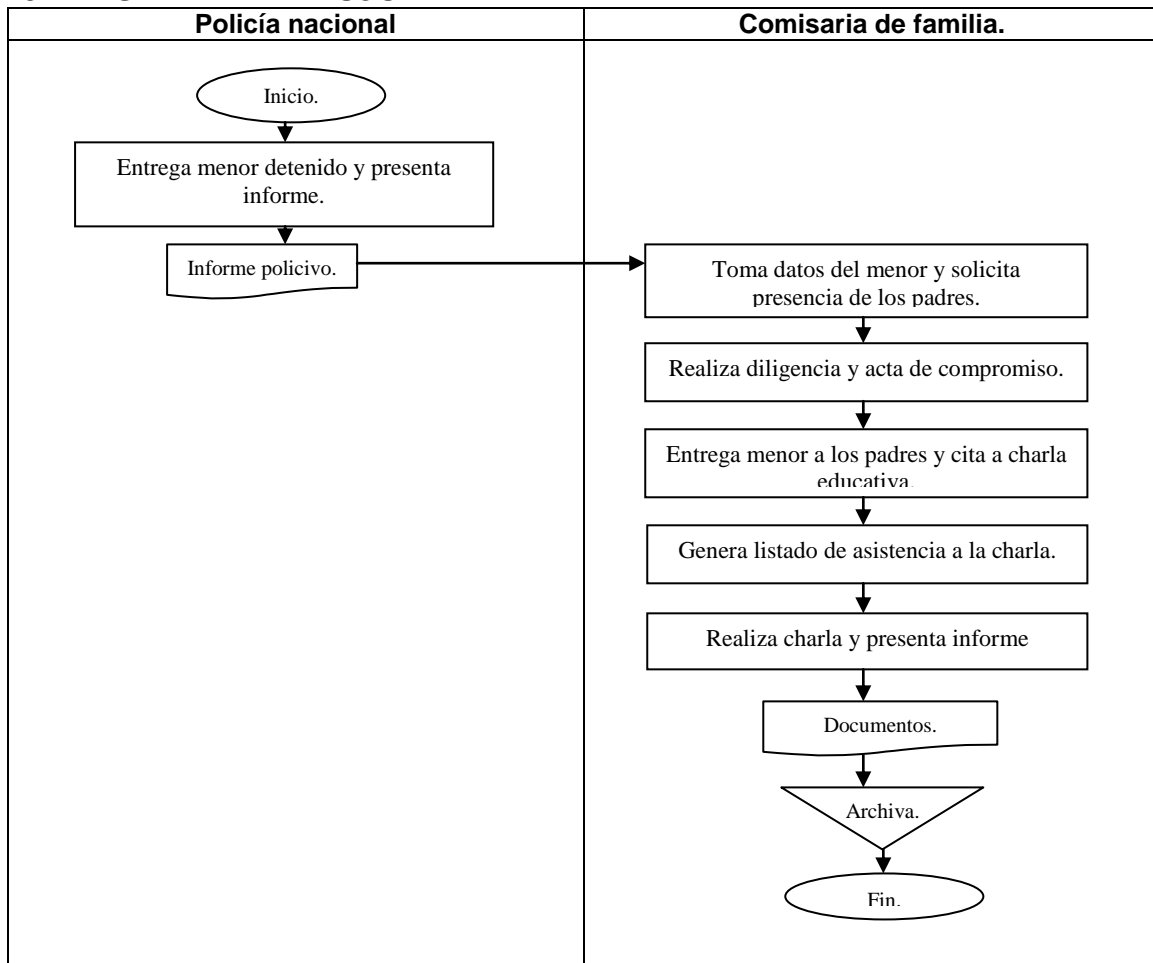 Policía nacional
Comisaria de familia.
Inicio.
Entrega menor detenido y presenta
informe.
Informe policivo.
Toma datos del menor y solicita
presencia de los padres.
Realiza diligencia y acta de compromiso.
Entrega menor a los padres y cita a charla
educativa.
Genera listado de asistencia a la charla.
Realiza charla y presenta informe
Documentos.
Archiva.
Fin.